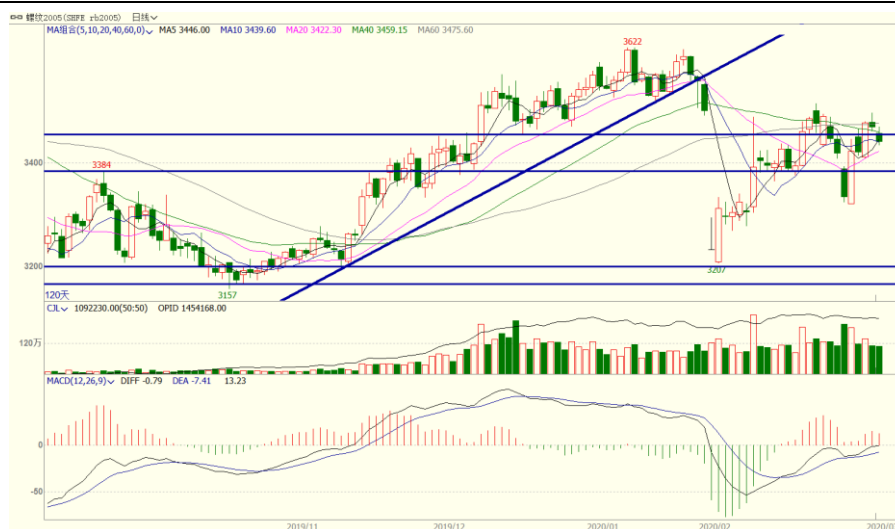 螺纹2005(SHFE rb2005) 日线
MA组合(5,10,20,40,60,0) MA5 3446.00 MA10 3439.60 MA20 3422.30 MA40 3459.15 MA60 3475.60
3622
3400
3384
3200
3207
3157
120天
CJL 1092230.00(50:50) OPID 1454168.00
120万
MACD(12,26,9) DIFF -0.79 DEA -7.41 13.23
0
-50
2019/11 2019/12 2020/01 2020/02 2020/0